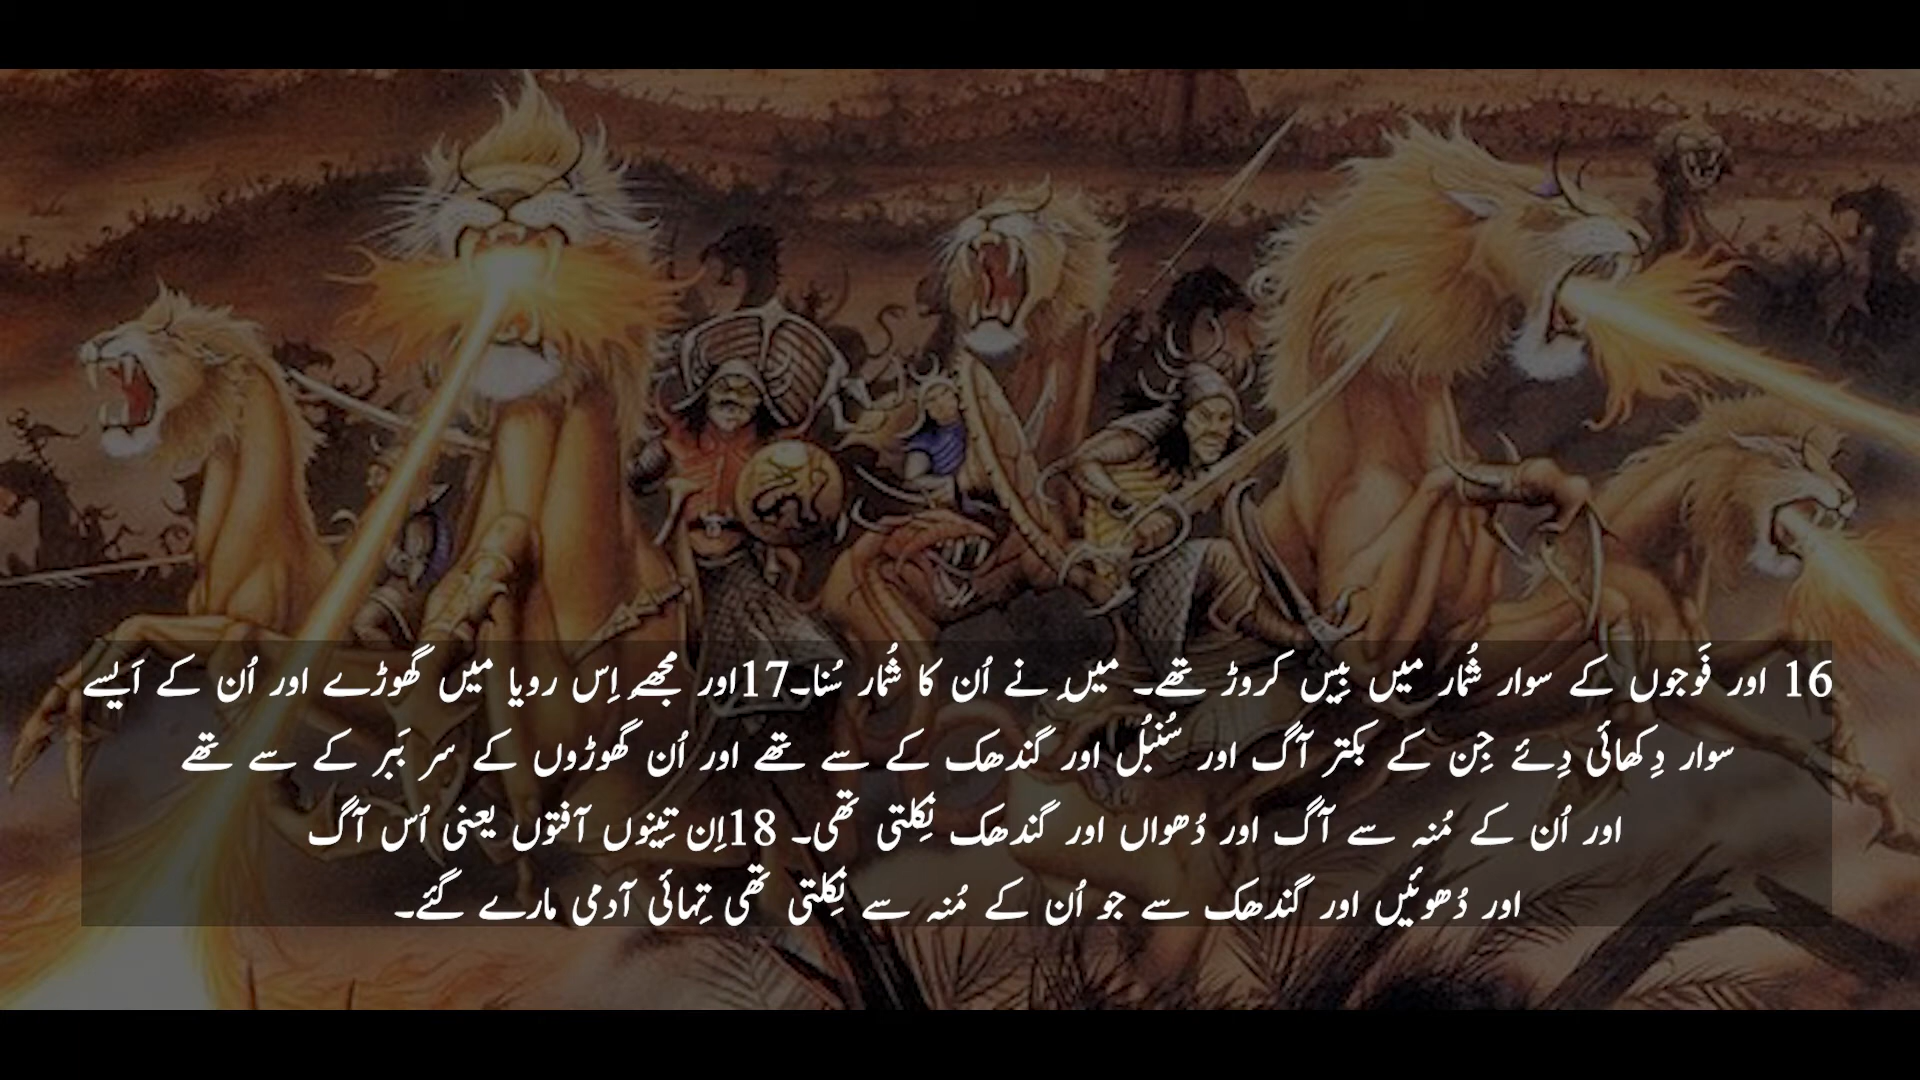 16 اور فَوجوں کے سوار شُمار میں بِیس کروڑ تھے۔ میں نے اُن کا شُمار سُنا۔17اور مُجھے اِس رویا میں گھوڑے اور اُن کے اَیسے
سوار دِکھائی دِئے جِن کے بکتر آگ اور سُنبُل اور گندھک کے سے تھے اور اُن گھوڑوں کے سر بَبر کے سے تھے
اور اُن کے مُنہ سے آگ اور دُھواں اور گندھک نِکلتی تھی۔ 18اِن تِینوں آفتوں یعنی اُس آگ
اور دُھوئیں اور گندھک سے جو اُن کے مُنہ سے نِکلتی تھی تِہائی آدمی مارے گئے۔